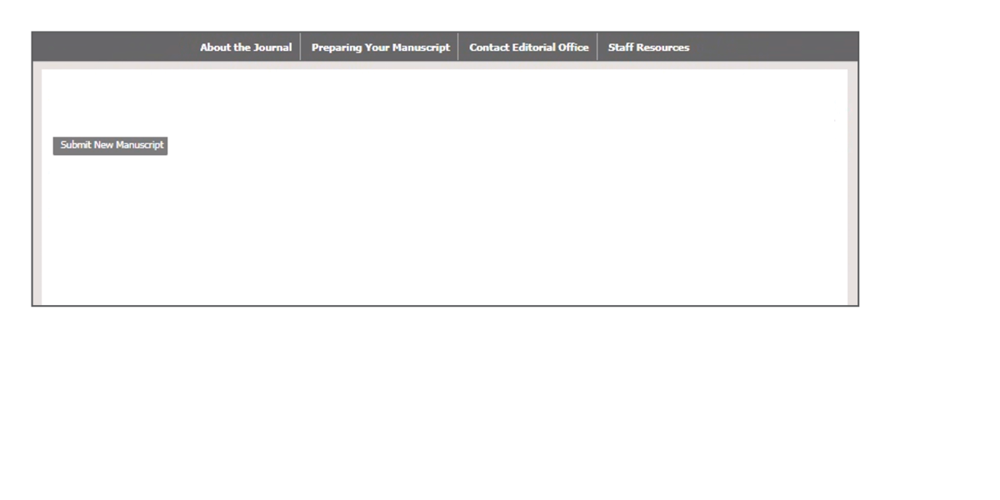 About the Journal Preparing Your Manuscript Contact Editorial Office Staff Resources
Submit New Manuscript